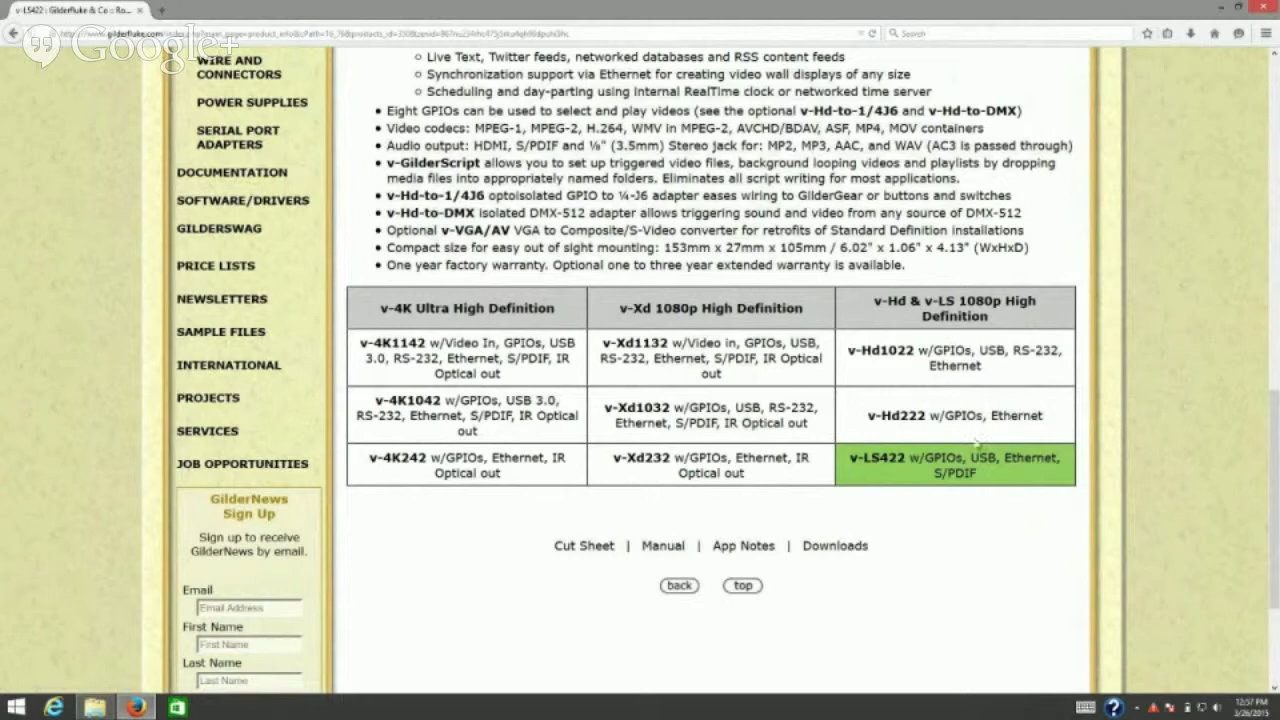 v-LS422 : Gilderfluke & Co :: Ro...
Search
Google+
WIRE AND
CONNECTORS
POWER SUPPLIES
SERIAL PORT
ADAPTERS
DOCUMENTATION
SOFTWARE/DRIVERS
GILDERSWAG
PRICE LISTS
NEWSLETTERS
SAMPLE FILES
INTERNATIONAL
PROJECTS
SERVICES
JOB OPPORTUNITIES
GilderNews
Sign Up
Sign up to receive
GilderNews by email.
Email
Email Address
First Name
First Name
Last Name
Last Name
Live Text, Twitter feeds, networked databases and RSS content feeds
Synchronization support via Ethernet for creating video wall displays of any size
Scheduling and day-parting using internal RealTime clock or networked time server
Eight GPIOs can be used to select and play videos (see the optional v-Hd-to-1/4J6 and v-Hd-to-DMX)
Video codecs: MPEG-1, MPEG-2, H.264, WMV in MPEG-2, AVCHD/BDAV, ASF, MP4, MOV containers
Audio output: HDMI, S/PDIF and ⅛" (3.5mm) Stereo jack for: MP2, MP3, AAC, and WAV (AC3 is passed through)
v-GilderScript allows you to set up triggered video files, background looping videos and playlists by dropping
media files into appropriately named folders. Eliminates all script writing for most applications.
v-Hd-to-1/4J6 optoisolated GPIO to ¼-J6 adapter eases wiring to GilderGear or buttons and switches
v-Hd-to-DMX isolated DMX-512 adapter allows triggering sound and video from any source of DMX-512
Optional v-VGA/AV VGA to Composite/S-Video converter for retrofits of Standard Definition installations
Compact size for easy out of sight mounting: 153mm x 27mm x 105mm / 6.02" x 1.06" x 4.13" (WxHxD)
One year factory warranty. Optional one to three year extended warranty is available.
v-4K Ultra High Definition
v-Xd 1080p High Definition
v-Hd & v-LS 1080p High
Definition
v-4K1142 w/Video In, GPIOs, USB
3.0, RS-232, Ethernet, S/PDIF, IR
Optical out
v-Xd1132 w/Video in, GPIOs, USB,
RS-232, Ethernet, S/PDIF, IR Optical
out
v-Hd1022 w/GPIOs, USB, RS-232,
Ethernet
v-4K1042 w/GPIOs, USB 3.0,
RS-232, Ethernet, S/PDIF, IR Optical
out
v-Xd1032 w/GPIOs, USB, RS-232,
Ethernet, S/PDIF, IR Optical out
v-Hd222 w/GPIOs, Ethernet
v-4K242 w/GPIOs, Ethernet, IR
Optical out
v-Xd232 w/GPIOs, Ethernet, IR
Optical out
v-LS422 w/GPIOs, USB, Ethernet,
S/PDIF
Cut Sheet | Manual | App Notes | Downloads
back top
12:57 PM
3/26/2015